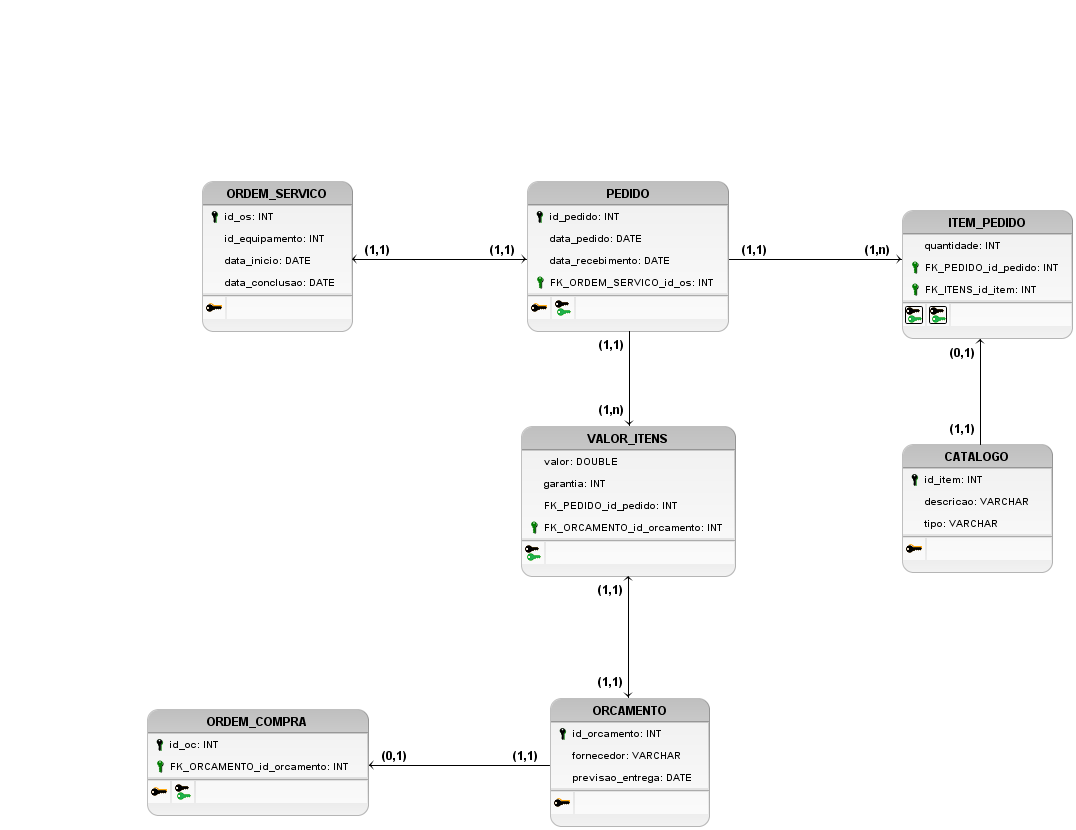 ORDEM_SERVICO
id_os: INT
id_equipamento: INT
data_inicio: DATE
data_conclusao: DATE
(1,1)
(1,1)
PEDIDO
id_pedido: INT
data_pedido: DATE
data_recebimento: DATE
FK_ORDEM_SERVICO_id_os: INT
(1,1)
(1,n)
ITEM_PEDIDO
quantidade: INT
FK_PEDIDO_id_pedido: INT
FK_ITENS_id_item: INT
(1,1)
(1,n)
(0,1)
(1,1)
VALOR_ITENS
valor: DOUBLE
garantia: INT
FK_PEDIDO_id_pedido: INT
FK_ORCAMENTO_id_orcamento: INT
CATALOGO
id_item: INT
descricao: VARCHAR
tipo: VARCHAR
(1,1)
(1,1)
ORDEM_COMPRA
id_oc: INT
FK_ORCAMENTO_id_orcamento: INT
(0,1)
(1,1)
ORCAMENTO
id_orcamento: INT
fornecedor: VARCHAR
previsao_entrega: DATE